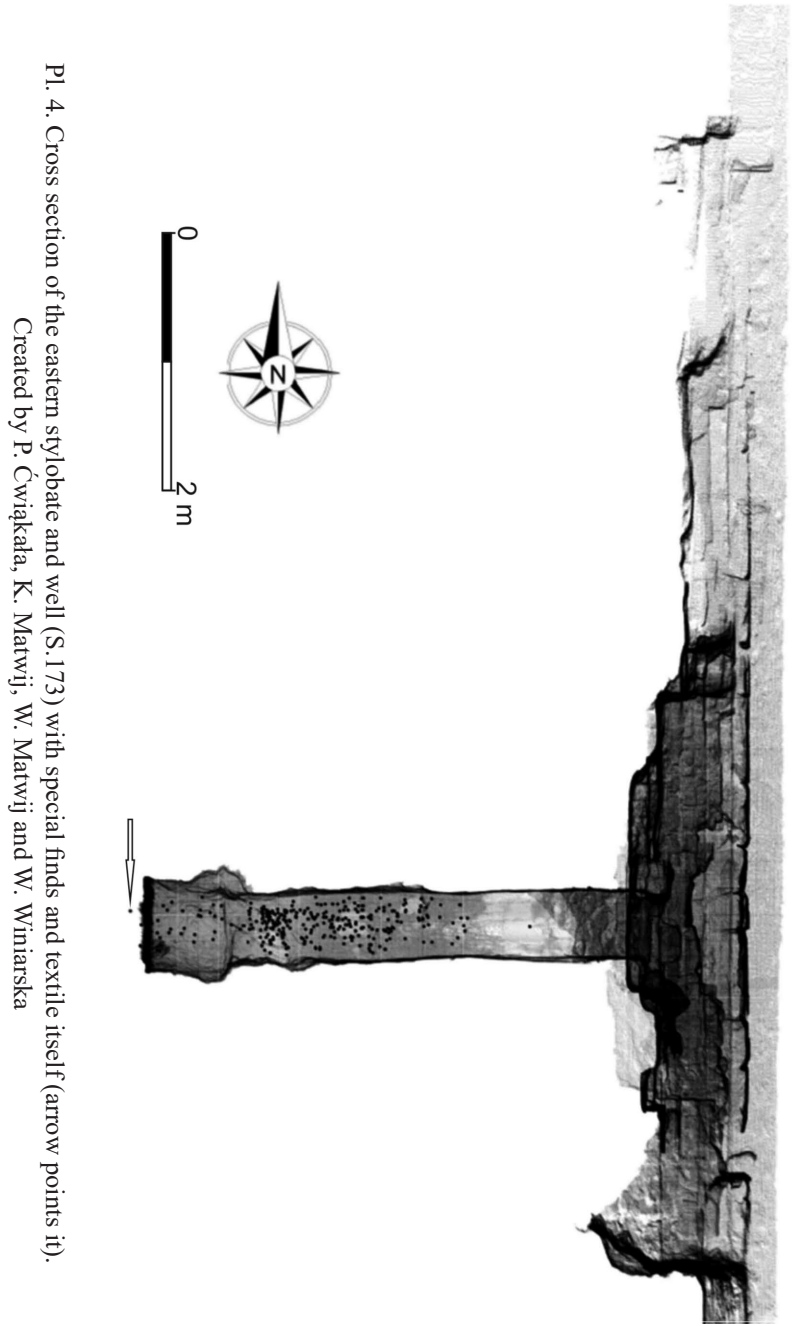 N
0
2 m
Pl. 4. Cross section of the eastern stylobate and well (S.173) with special finds and textile itself (arrow points it).
Created by P. Ćwiąkała, K. Matwij, W. Matwij and W. Winiarska